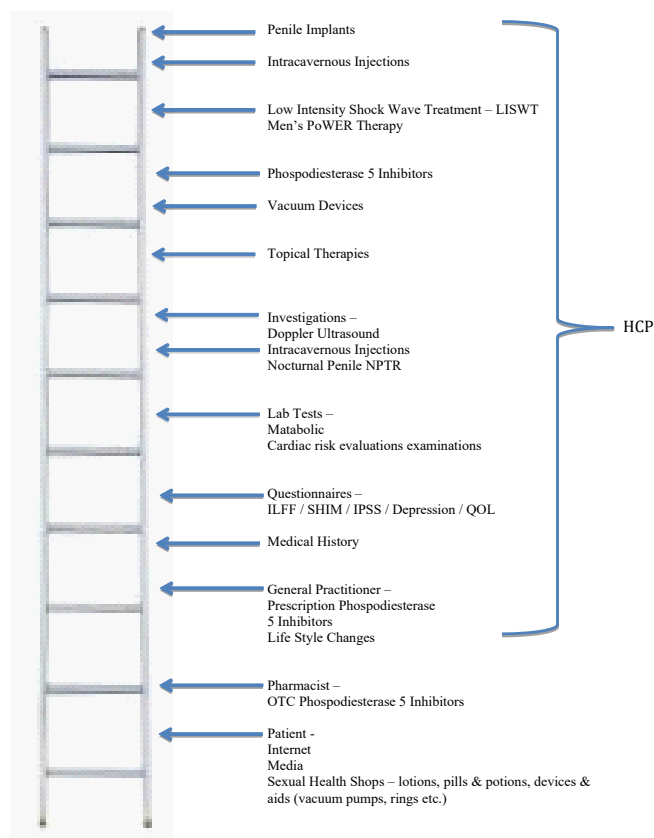 Penile Implants
Intracavernous Injections
Low Intensity Shock Wave Treatment – LISWT
Men's PoWER Therapy
Phospodiesterase 5 Inhibitors
Vacuum Devices
Topical Therapies
Investigations –
Doppler Ultrasound
Intracavernous Injections
Nocturnal Penile NPTR
HCP
Lab Tests –
Matabolic
Cardiac risk evaluations examinations
Questionnaires –
ILFF / SHIM / IPSS / Depression / QOL
Medical History
General Practitioner –
Prescription Phospodiesterase
5 Inhibitors
Life Style Changes
Pharmacist –
OTC Phospodiesterase 5 Inhibitors
Patient -
Internet
Media
Sexual Health Shops – lotions, pills & potions, devices &
aids (vacuum pumps, rings etc.)